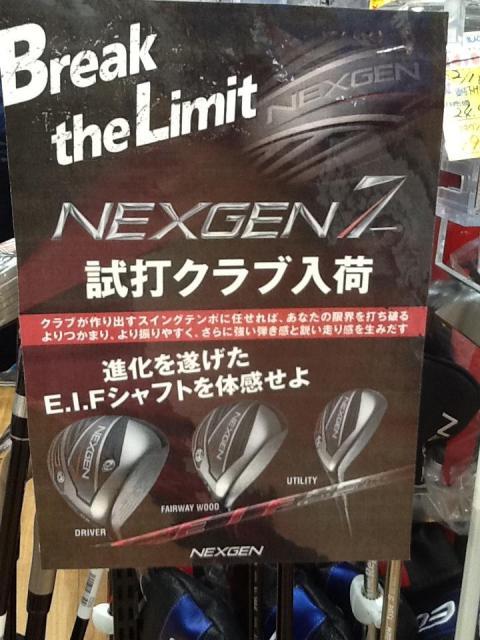 Break
the Limit
NEXGEN
NEXGEN 7
試打クラブ入荷
クラブが作り出すスイングテンポに任せれば、あなたの限界を打ち破る
よりつかまり、より振りやすく、さらに強い弾き感と鋭い走り感を生みだす
進化を遂げた
E.I.Fシャフトを体感せよ
NEXGEN
NEXGEN
NEXGEN
UTILITY
FAIRWAY WOOD
DRIVER
NEXGEN